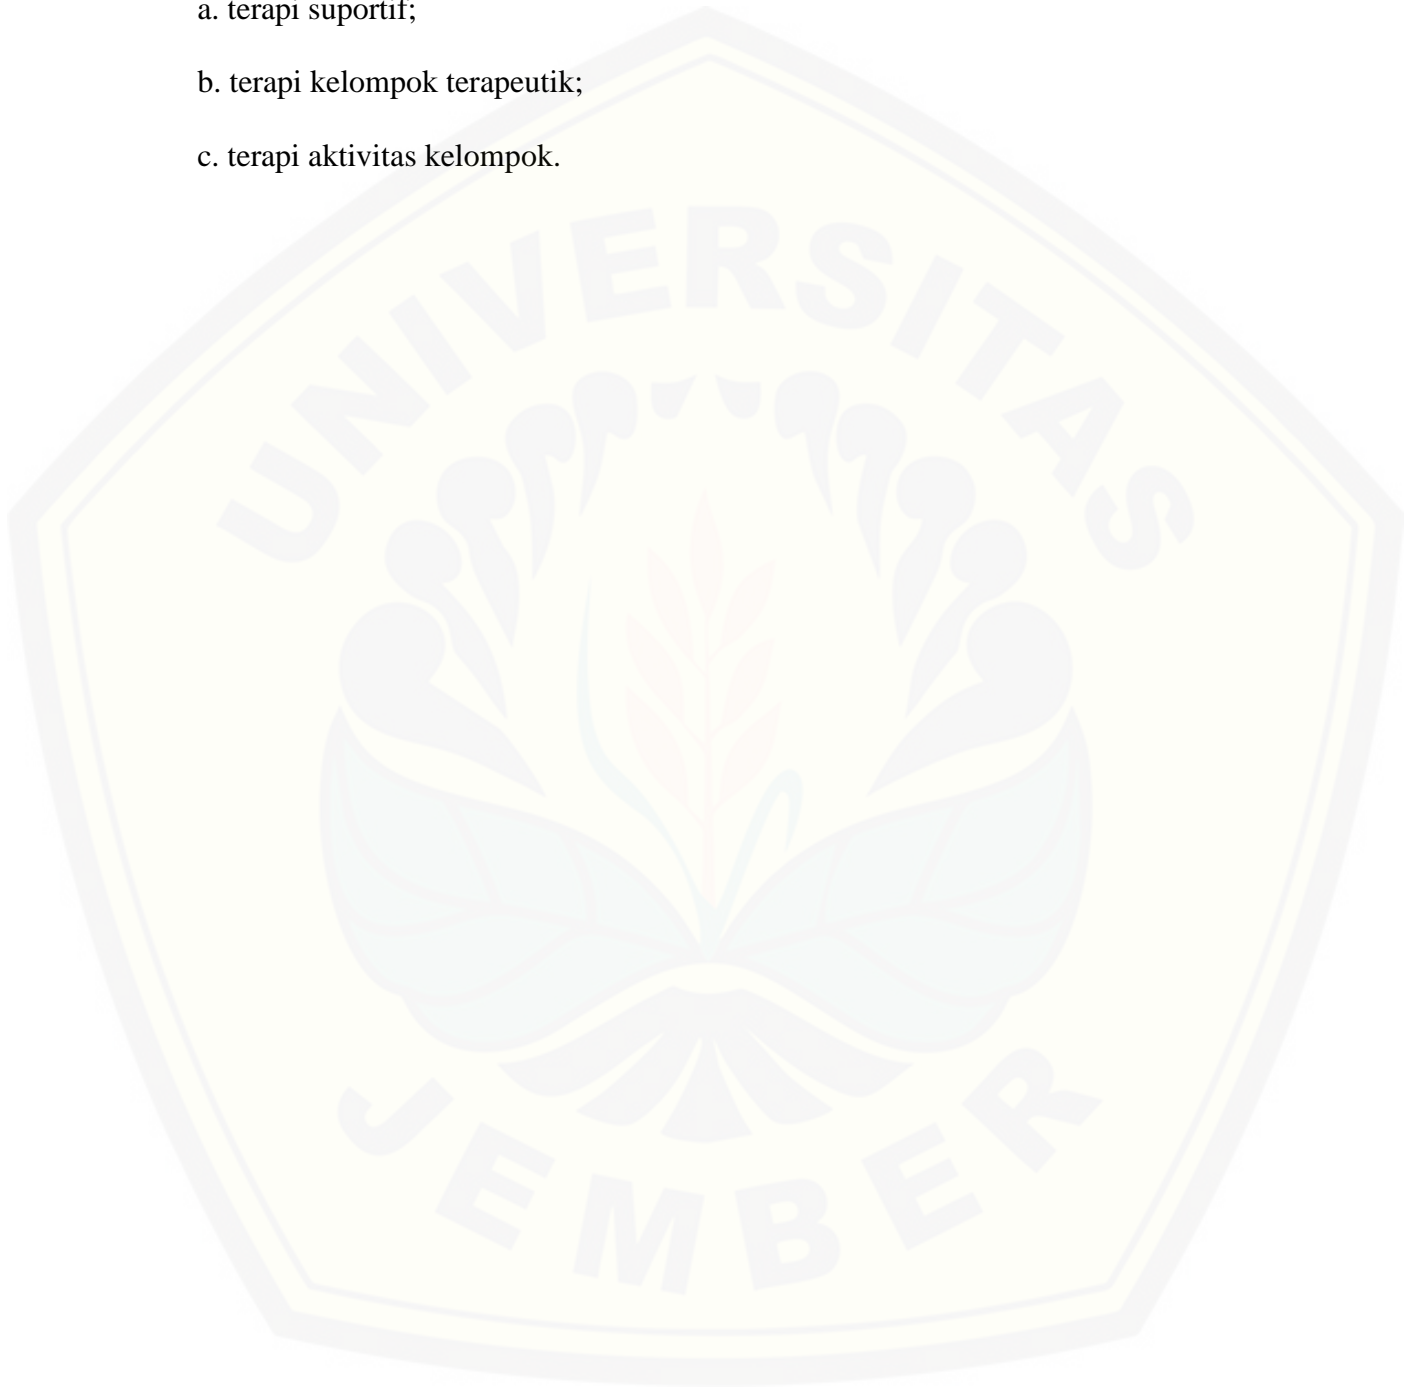 a. terapi suportif;
b. terapi kelompok terapeutik;
c. terapi aktivitas kelompok.
UNIVERSITAS
JEMBER